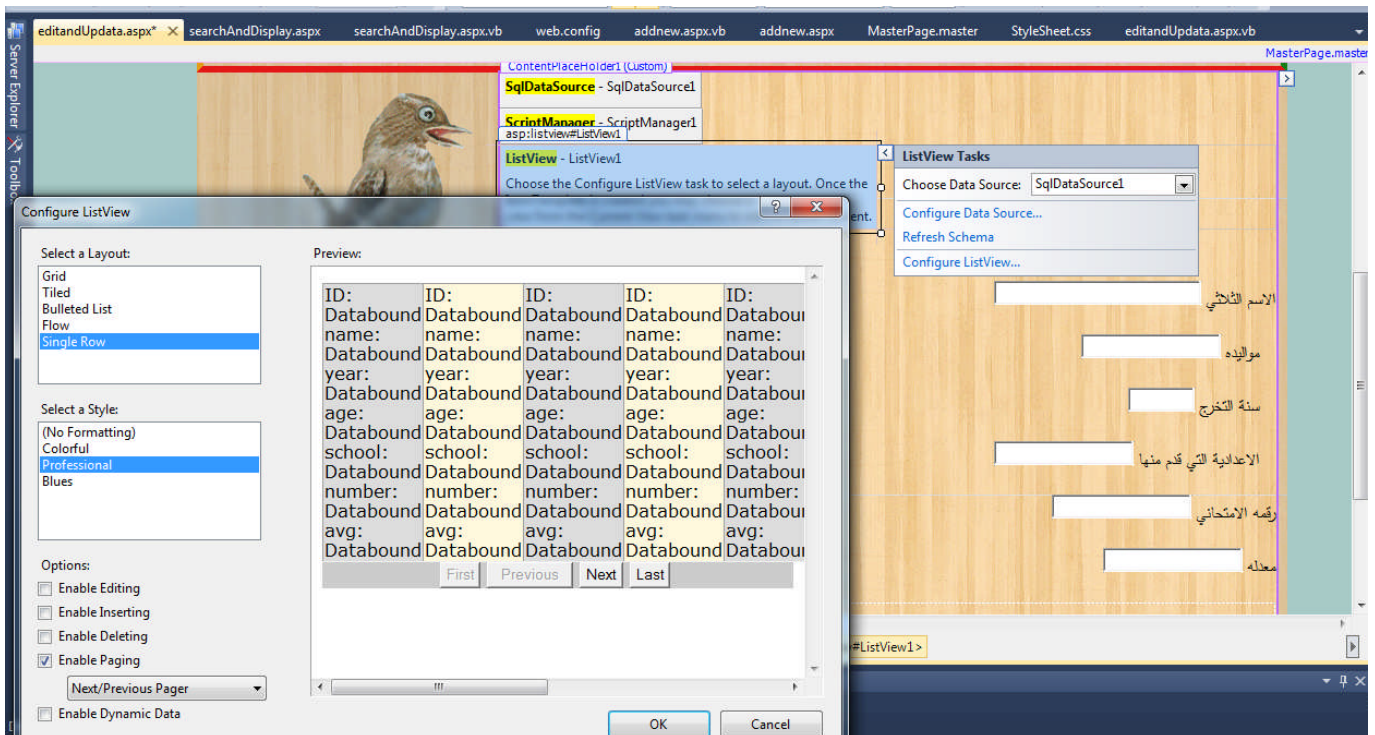 editandUpdata.aspx* searchAndDisplay.aspx searchAndDisplay.aspx.vb web.config addnew.aspx.vb addnew.aspx MasterPage.master StyleSheet.css editandUpdata.aspx.vb
MasterPage.master
Server Explorer
ContentPlaceHolder1 (Custom)
SqlDataSource - SqlDataSource1
ScriptManager - ScriptManager1
asp:listview#ListView1
ListView - ListView1
Choose the Configure ListView task to select a layout. Once the
ListView Tasks
Choose Data Source: SqlDataSource1
Configure Data Source...
Refresh Schema
Configure ListView...
الاسم الثلاثي
مواليده
سنة التخرج
الاعدادية التي قدم منها
رقمه الامتحاني
معدله
#ListView1>
Configure ListView
Select a Layout:
Grid
Tiled
Bulleted List
Flow
Single Row
Select a Style:
(No Formatting)
Colorful
Professional
Blues
Options:
Enable Editing
Enable Inserting
Enable Deleting
Enable Paging
Next/Previous Pager
Enable Dynamic Data
Preview:
ID: ID: ID: ID: ID:
Databound Databound Databound Databound Databou
name: name: name: name: name:
Databound Databound Databound Databound Databou
year: year: year: year: year:
Databound Databound Databound Databound Databou
age: age: age: age: age:
Databound Databound Databound Databound Databou
school: school: school: school: school:
Databound Databound Databound Databound Databou
number: number: number: number: number:
Databound Databound Databound Databound Databou
avg: avg: avg: avg: avg:
Databound Databound Databound Databound Databou
First Previous Next Last
OK Cancel